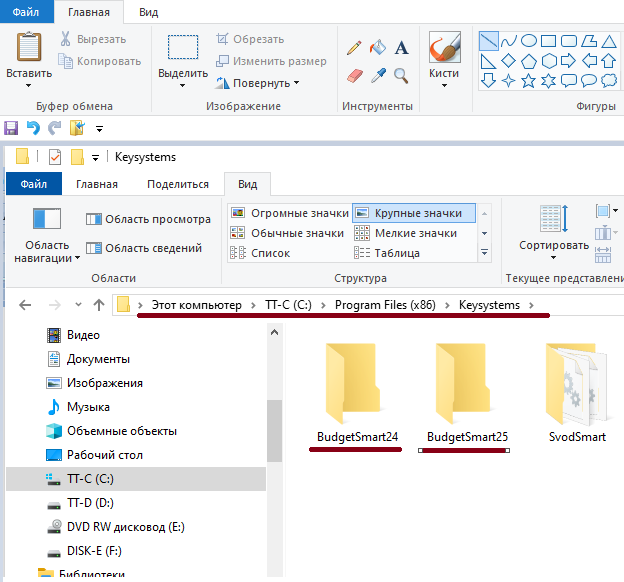 Файл Главная Вид
Вставить
Вырезать
Копировать
Буфер обмена
Выделить
Обрезать
Изменить размер
Повернуть
Изображение
Инструменты
Кисти
Фигуры
Keysystems
Файл Главная Поделиться Вид
Область навигации
Область просмотра
Область сведений
Области
Огромные значки Крупные значки
Обычные значки Мелкие значки
Список Таблица
Структура
Сортировать
Текущее представлени
Этот компьютер TT-C (C:) Program Files (x86) Keysystems
Видео
Документы
Изображения
Музыка
Объемные объекты
Рабочий стол
TT-C (C:)
TT-D (D:)
DVD RW дисковод (E:)
DISK-E (F:)
Библиотеки
BudgetSmart24 BudgetSmart25 SvodSmart